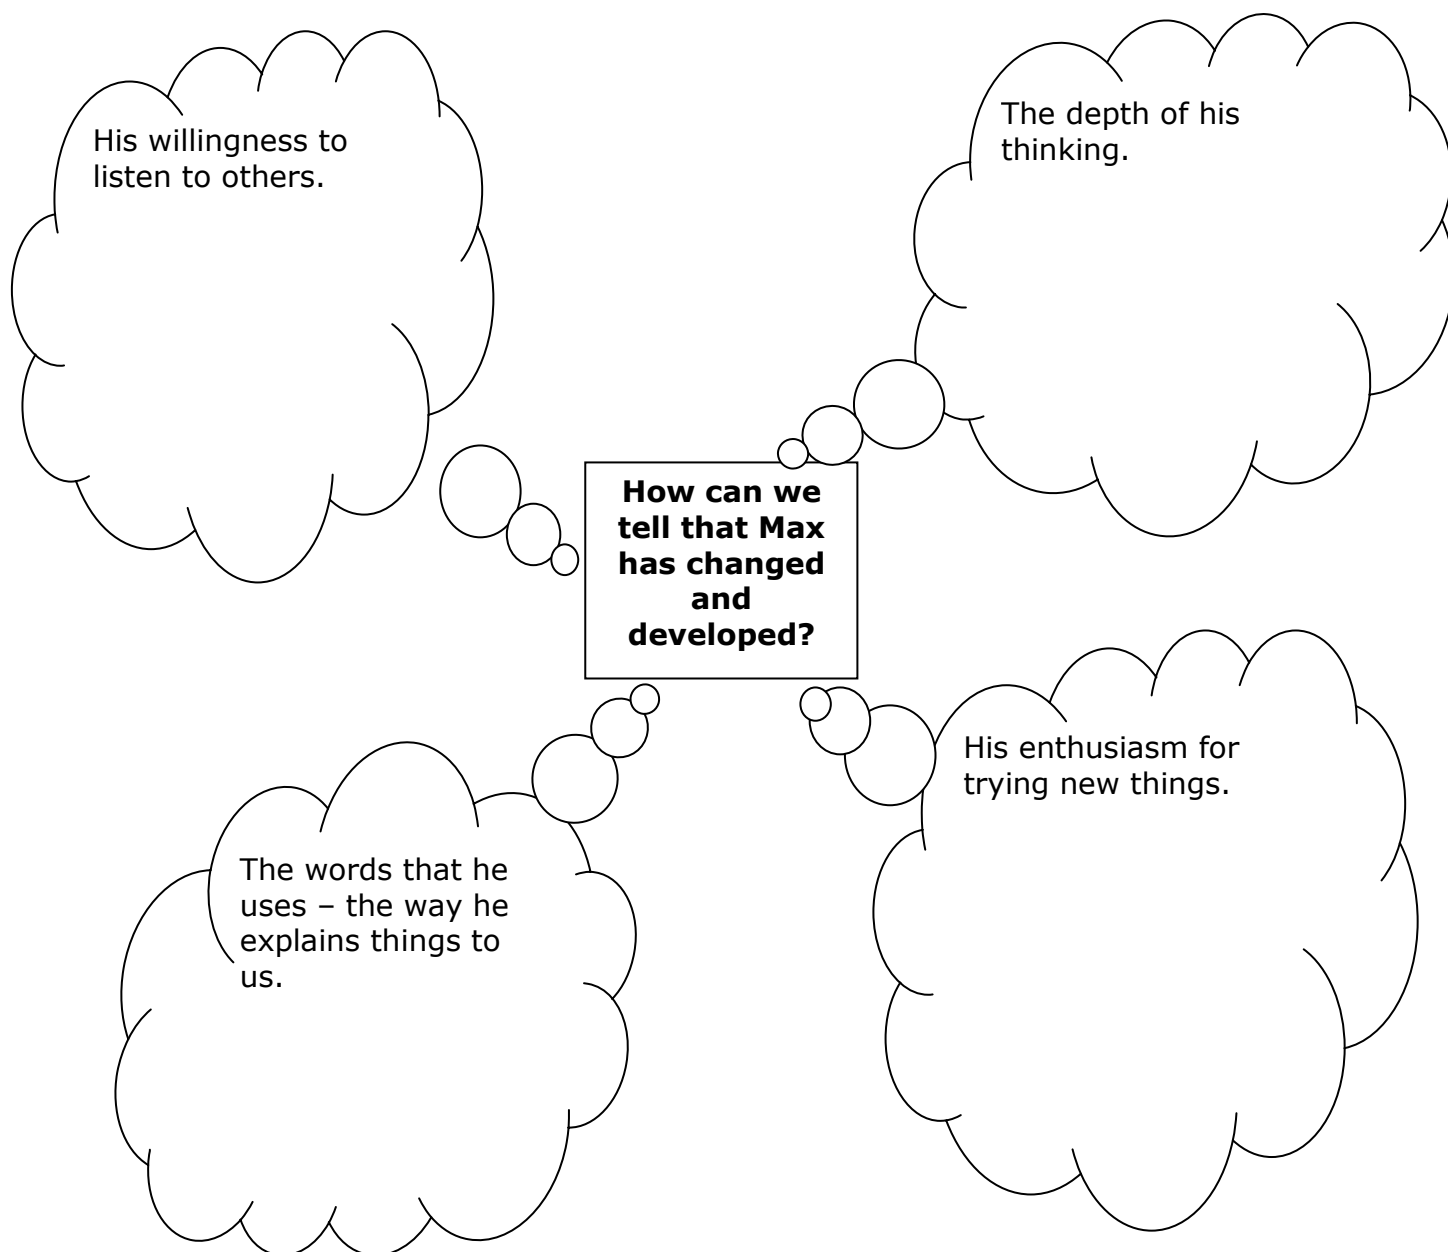 His willingness to
listen to others.
The depth of his
thinking.
How can we
tell that Max
has changed
and
developed?
The words that he
uses – the way he
explains things to
us.
His enthusiasm for
trying new things.